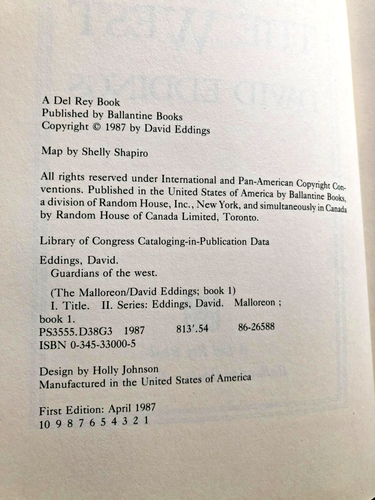 A Del Rey Book
Published by Ballantine Books
Copyright © 1987 by David Eddings
Map by Shelly Shapiro
All rights reserved under International and Pan-American Copyright Con-
ventions. Published in the United States of America by Ballantine Books,
a division of Random House, Inc., New York, and simultaneously in Canada
by Random House of Canada Limited, Toronto.
Library of Congress Cataloging-in-Publication Data
Eddings, David.
Guardians of the west.
(The Malloreon/David Eddings; book 1)
I. Title. II. Series: Eddings, David. Malloreon ;
book 1.
PS3555.D38G3 1987 813'.54 86-26588
ISBN 0-345-33000-5
Design by Holly Johnson
Manufactured in the United States of America
First Edition: April 1987
10 9 8 7 6 5 4 3 2 1